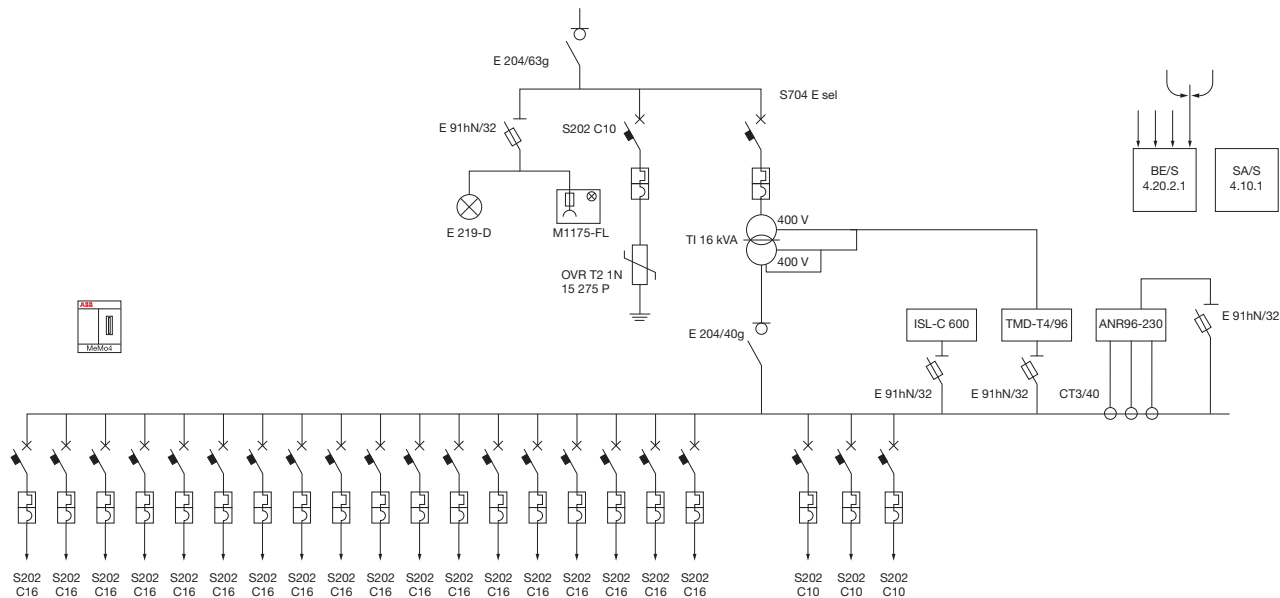 E 204/63g
S704 E sel
E 91hN/32
S202 C10
BE/S
4.20.2.1
SA/S
4.10.1
E 219-D
M1175-FL
400 V
TI 16 kVA
400 V
OVR T2 1N
15 275 P
ABB
MeMo4
E 204/40g
ISL-C 600
TMD-T4/96
ANR96-230
E 91hN/32
E 91hN/32
E 91hN/32
CT3/40
S202 S202 S202 S202 S202 S202 S202 S202 S202 S202 S202 S202 S202 S202 S202 S202 S202 S202 S202 S202 S202
C16 C16 C16 C16 C16 C16 C16 C16 C16 C16 C16 C16 C16 C16 C16 C16 C16 C16 C10 C10 C10